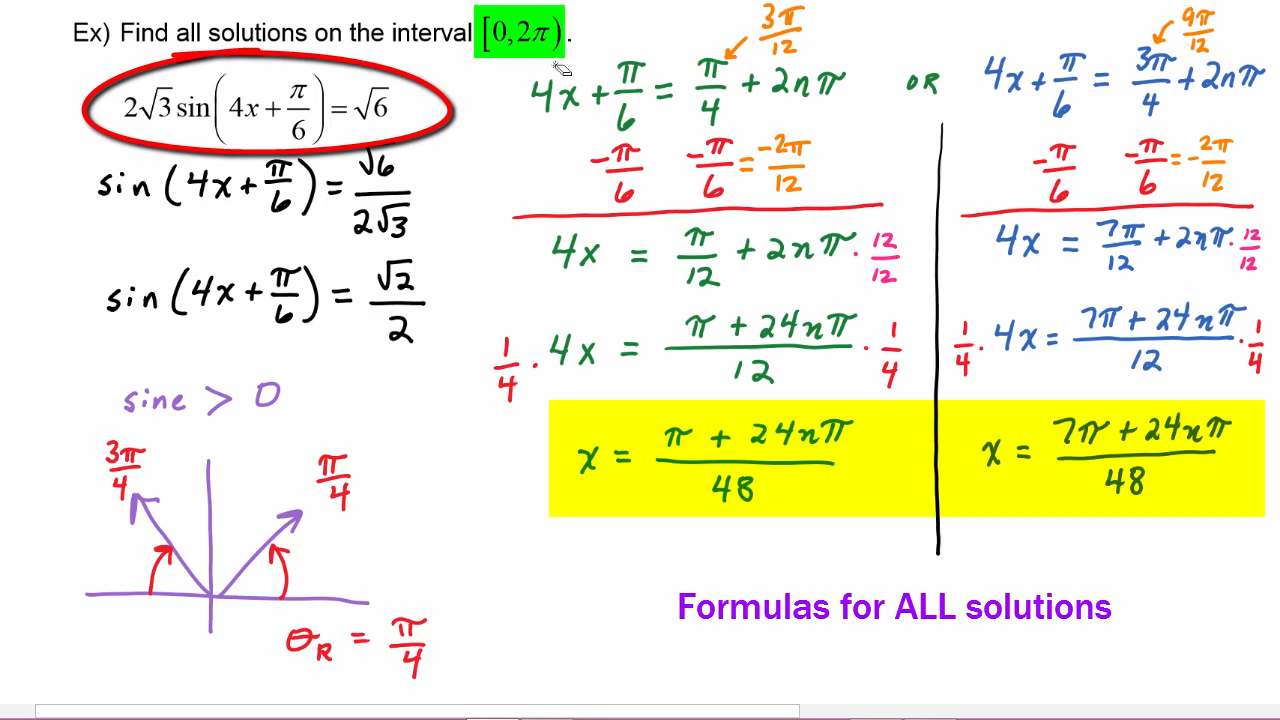 Ex) Find all solutions on the interval [0, 2π).
2√3 sin(4x + π/6) = √6
sin(4x + π/6) = √6/2√3
sin(4x + π/6) = √2/2
sine > 0
3π/4 π/4
θR = π/4
3π/12
4x + π/6 = π/4 + 2nπ
-π/6 -π/6 = -2π/12
4x = π/12 + 2nπ · 12/12
1/4 · 4x = π + 24nπ/12 · 1/4
x = π + 24nπ/48
OR
9π/12
4x + π/6 = 3π/4 + 2nπ
-π/6 -π/6 = -2π/12
4x = 7π/12 + 2nπ · 12/12
1/4 · 4x = 7π + 24nπ/12 · 1/4
x = 7π + 24nπ/48
Formulas for ALL solutions